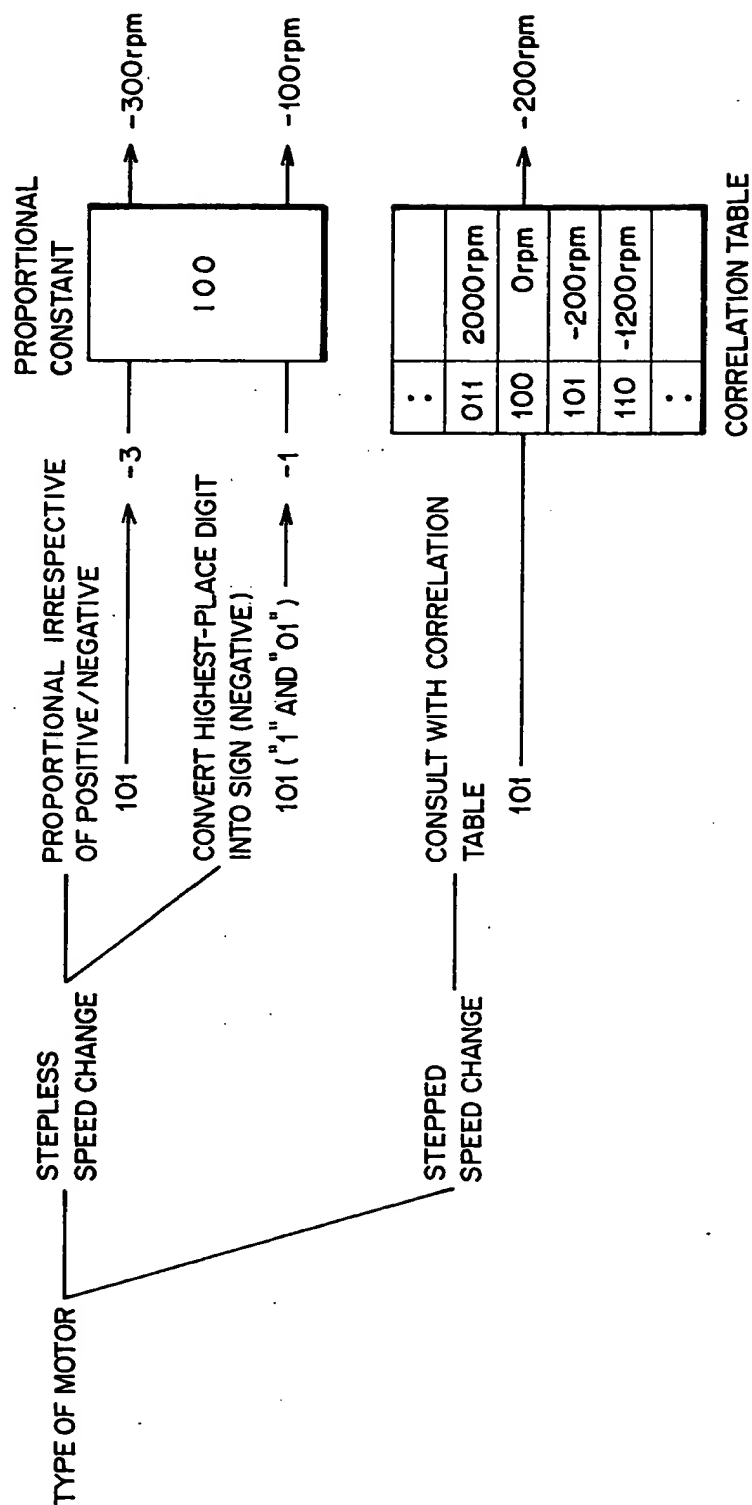 TYPE OF MOTOR
STEPLESS
SPEED CHANGE
PROPORTIONAL IRRESPECTIVE
OF POSITIVE/NEGATIVE
101
-3
CONVERT HIGHEST-PLACE DIGIT
INTO SIGN (NEGATIVE)
101 ("1" AND "01")
-1
PROPORTIONAL
CONSTANT
100
-300rpm
-100rpm
STEPPED
SPEED CHANGE
CONSULT WITH CORRELATION
TABLE
101
:
011 2000rpm
100 0rpm
101 -200rpm
110 -1200rpm
:
-200rpm
CORRELATION TABLE